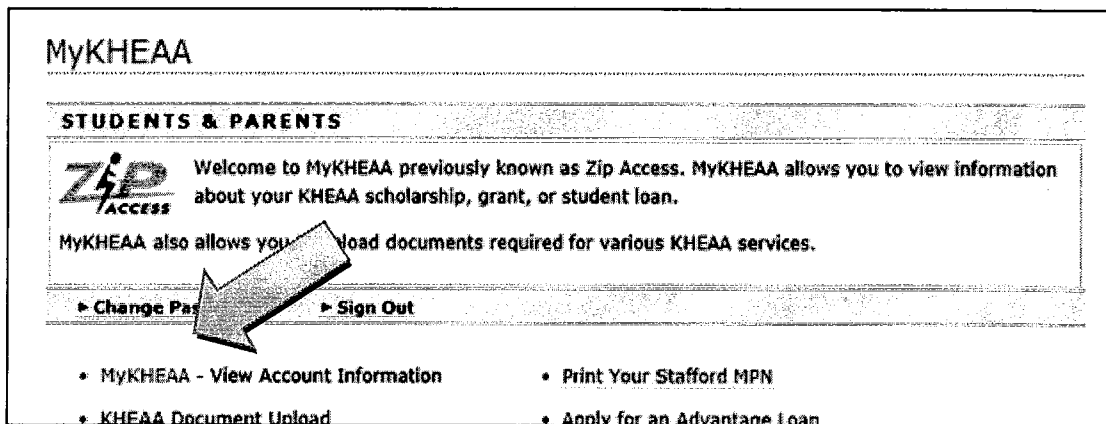 MyKHEAA
STUDENTS & PARENTS
ZiP ACCESS
Welcome to MyKHEAA previously known as Zip Access. MyKHEAA allows you to view information
about your KHEAA scholarship, grant, or student loan.
MyKHEAA also allows you load documents required for various KHEAA services.
▸ Change Pas ▸ Sign Out
• MyKHEAA - View Account Information • Print Your Stafford MPN
• KHEAA Document Upload • Apply for an Advantage Loan